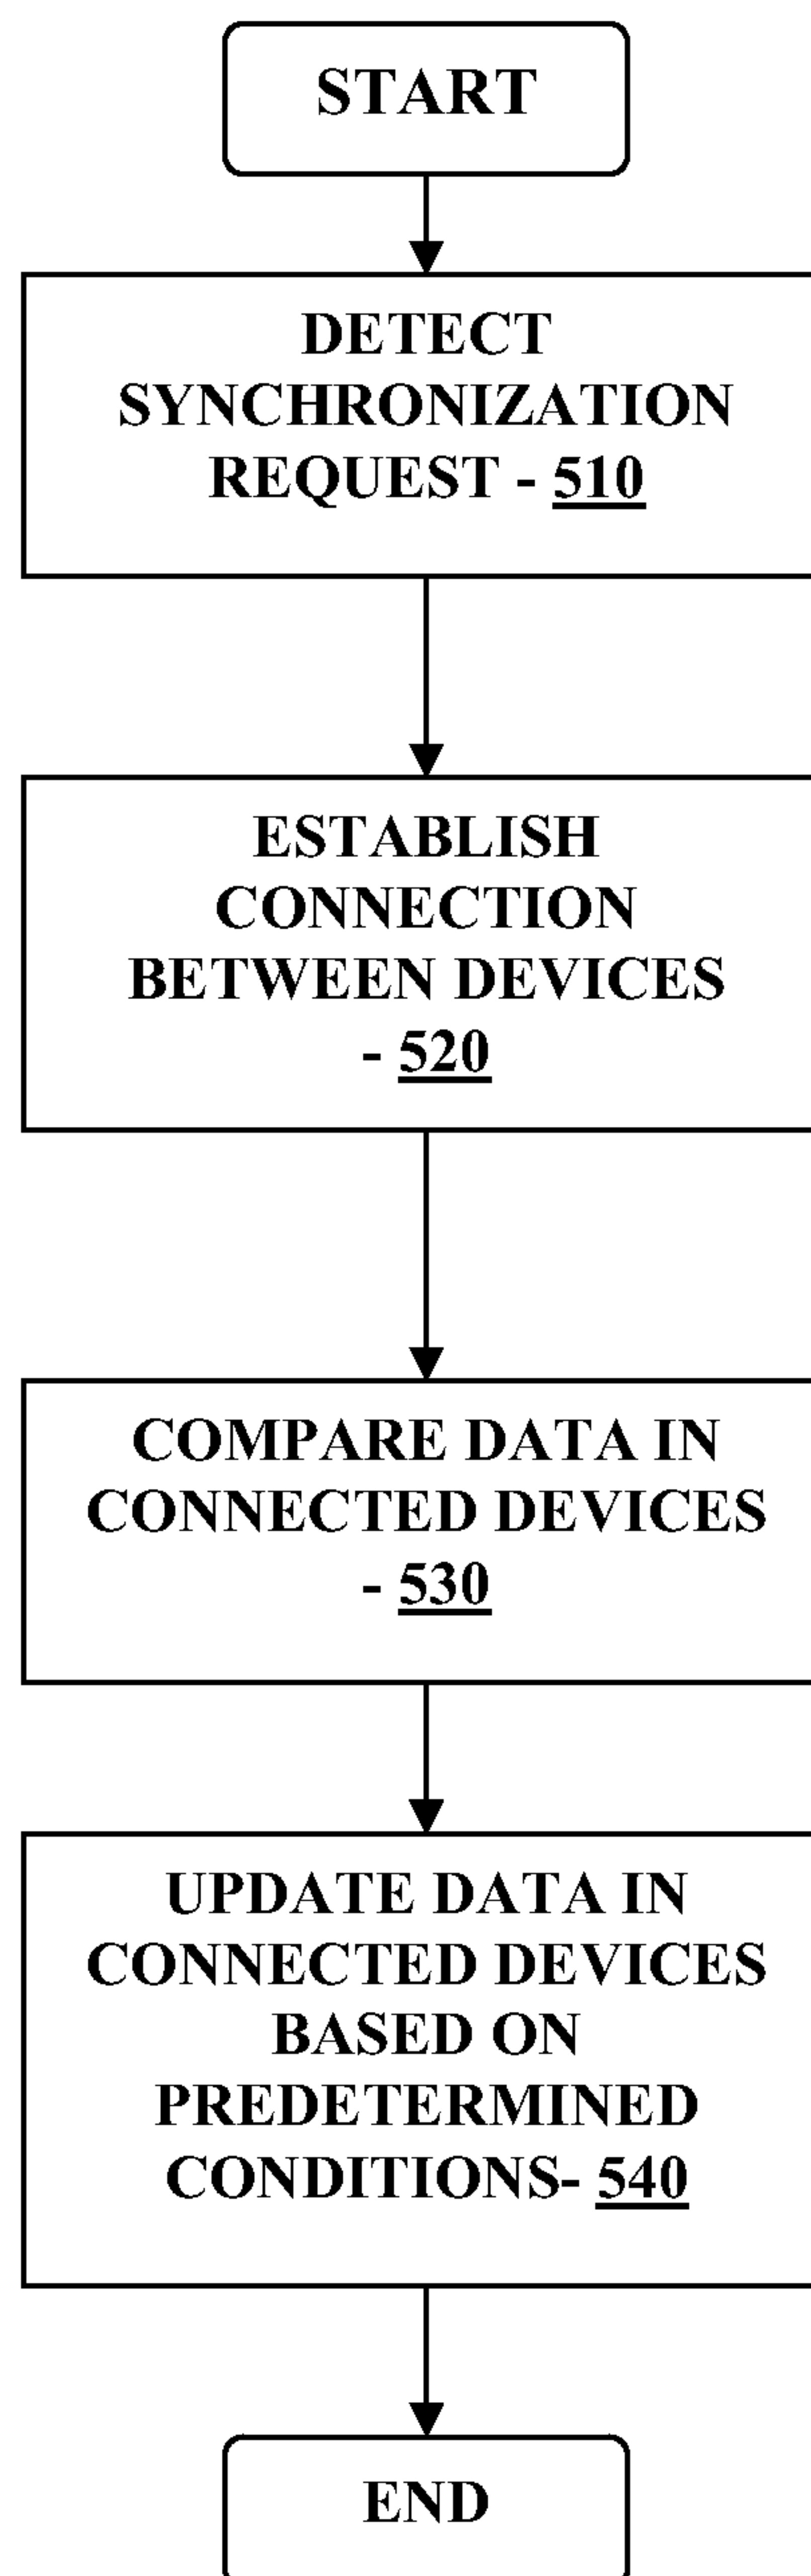 START
DETECT
SYNCHRONIZATION
REQUEST - 510
ESTABLISH
CONNECTION
BETWEEN DEVICES
- 520
COMPARE DATA IN
CONNECTED DEVICES
- 530
UPDATE DATA IN
CONNECTED DEVICES
BASED ON
PREDETERMINED
CONDITIONS- 540
END